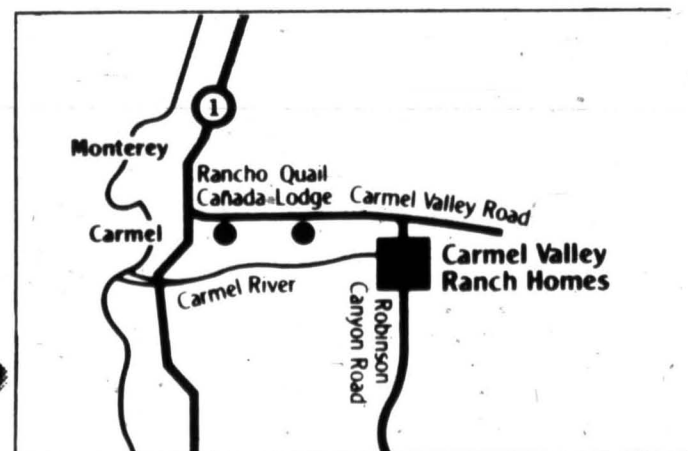 1
Monterey
Rancho Quail
Cañada Lodge
Carmel Valley Road
Carmel
Carmel Valley
Ranch Homes
Carmel River
Robinson
Canyon Road